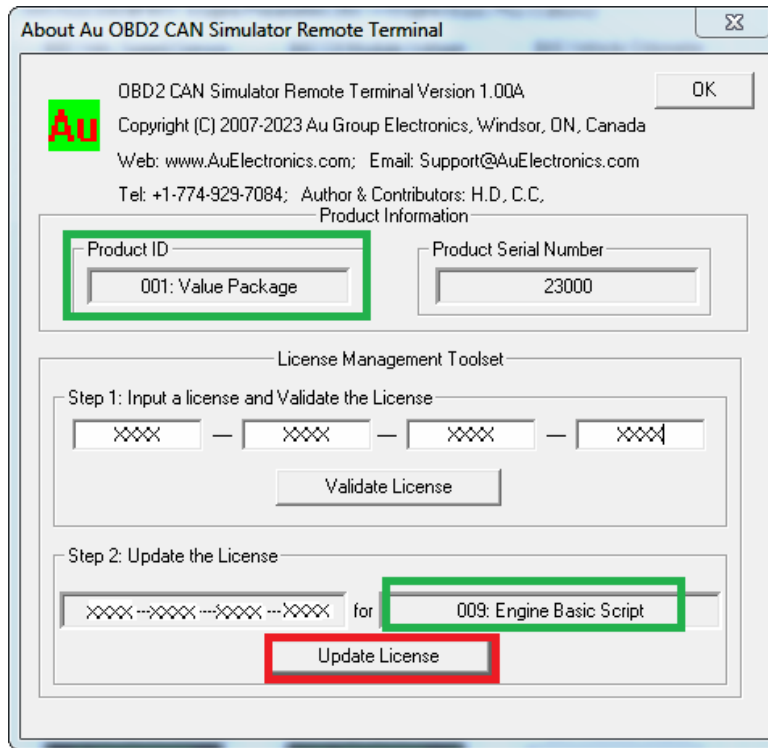 About Au OBD2 CAN Simulator Remote Terminal
OBD2 CAN Simulator Remote Terminal Version 1.00A
OK
Au
Copyright (C) 2007-2023 Au Group Electronics, Windsor, ON, Canada
Web: www.AuElectronics.com; Email: Support@AuElectronics.com
Tel: +1-774-929-7084; Author & Contributors: H.D, C.C,
Product Information
Product ID
001: Value Package
Product Serial Number
23000
License Management Toolset
Step 1: Input a license and Validate the License
XXXX — XXXX — XXXX — XXXX
Validate License
Step 2: Update the License
XXXX --- XXXX --- XXXX --- XXXX for 009: Engine Basic Script
Update License